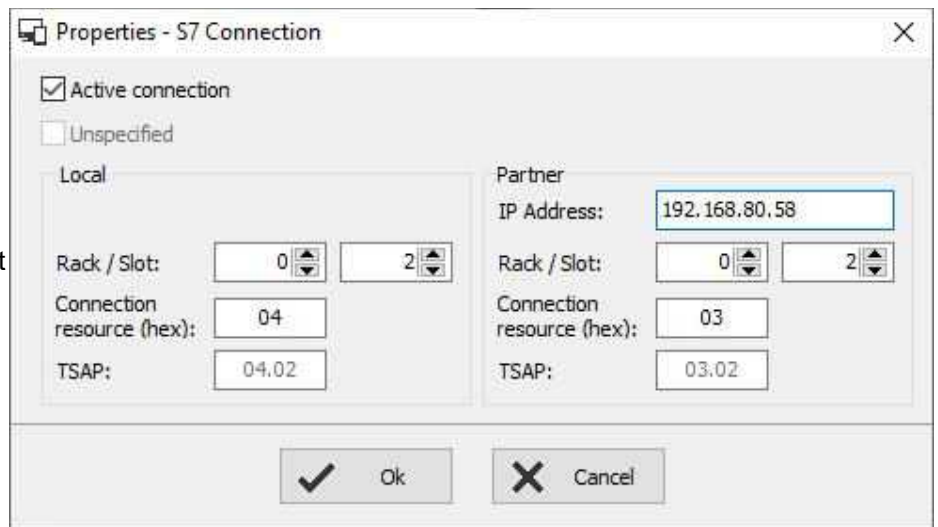 Properties - S7 Connection
Active connection
Unspecified
Local
Partner
IP Address: 192.168.80.58
t
Rack / Slot: 0 2
Rack / Slot: 0 2
Connection
resource (hex): 04
Connection
resource (hex): 03
TSAP: 04.02
TSAP: 03.02
Ok
Cancel